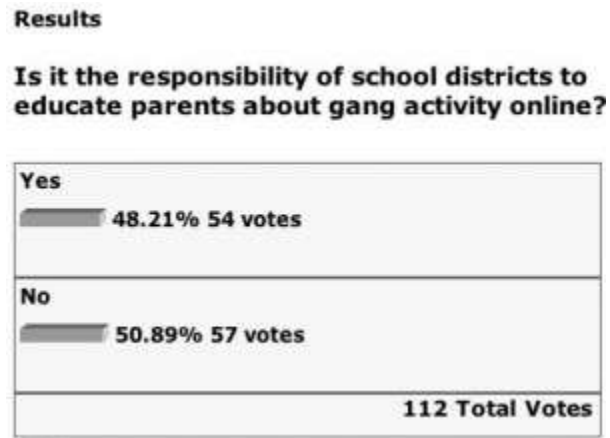 Results
Is it the responsibility of school districts to
educate parents about gang activity online?
Yes
48.21% 54 votes
No
50.89% 57 votes
112 Total Votes